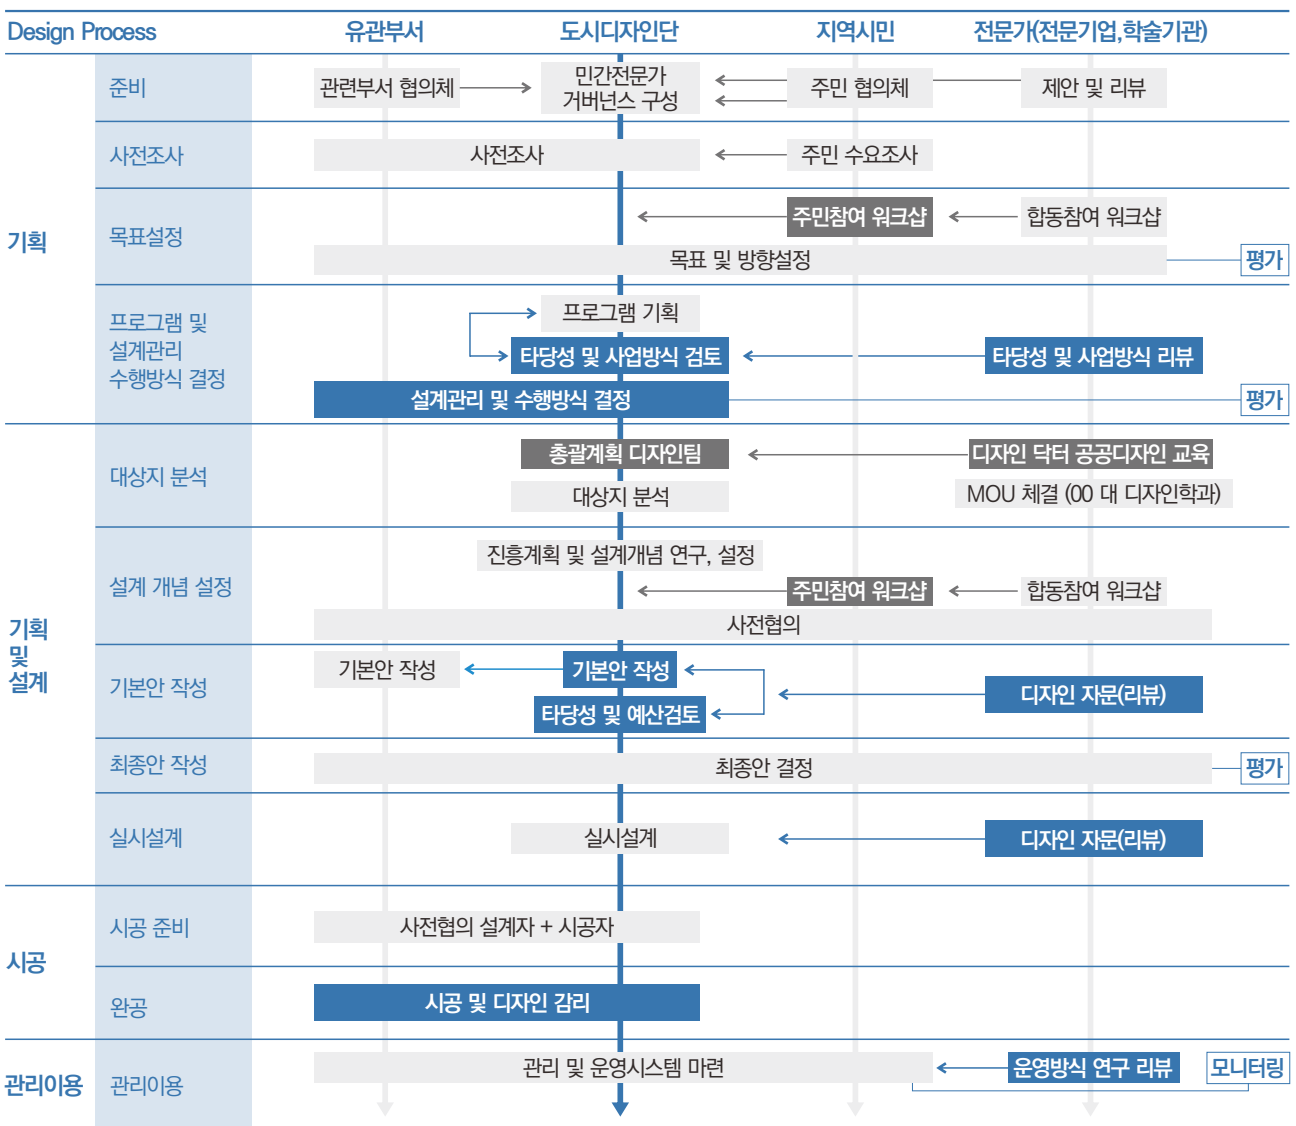 Design Process 유관부서 도시디자인단 지역시민 전문가(전문기업,학술기관)
기획
준비
관련부서 협의체
민간전문가
거버넌스 구성
주민 협의체
제안 및 리뷰
사전조사
사전조사
주민 수요조사
목표설정
주민참여 워크샵
합동참여 워크샵
목표 및 방향설정
평가
프로그램 및
설계관리
수행방식 결정
프로그램 기획
타당성 및 사업방식 검토
타당성 및 사업방식 리뷰
설계관리 및 수행방식 결정
평가
기획
및
설계
대상지 분석
총괄계획 디자인팀
디자인 닥터 공공디자인 교육
대상지 분석
MOU 체결 (00 대 디자인학과)
설계 개념 설정
진흥계획 및 설계개념 연구, 설정
주민참여 워크샵
합동참여 워크샵
사전협의
기본안 작성
기본안 작성
기본안 작성
타당성 및 예산검토
디자인 자문(리뷰)
최종안 작성
최종안 결정
평가
실시설계
실시설계
디자인 자문(리뷰)
시공
시공 준비
사전협의 설계자 + 시공자
완공
시공 및 디자인 감리
관리이용
관리이용
관리 및 운영시스템 마련
운영방식 연구 리뷰
모니터링